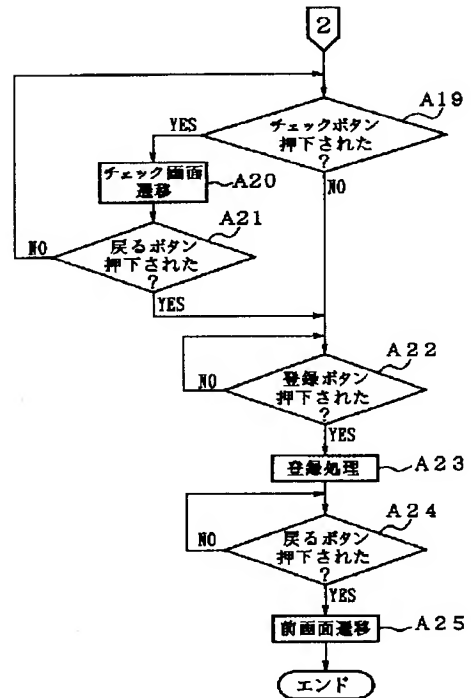 2
A19
チェックボタン
押下された
?
YES
NO
チェック画面
遷移
A20
A21
戻るボタン
押下された
?
NO
YES
A22
登録ボタン
押下された
?
NO
YES
登録処理
A23
A24
戻るボタン
押下された
?
NO
YES
前画面遷移
A25
エンド